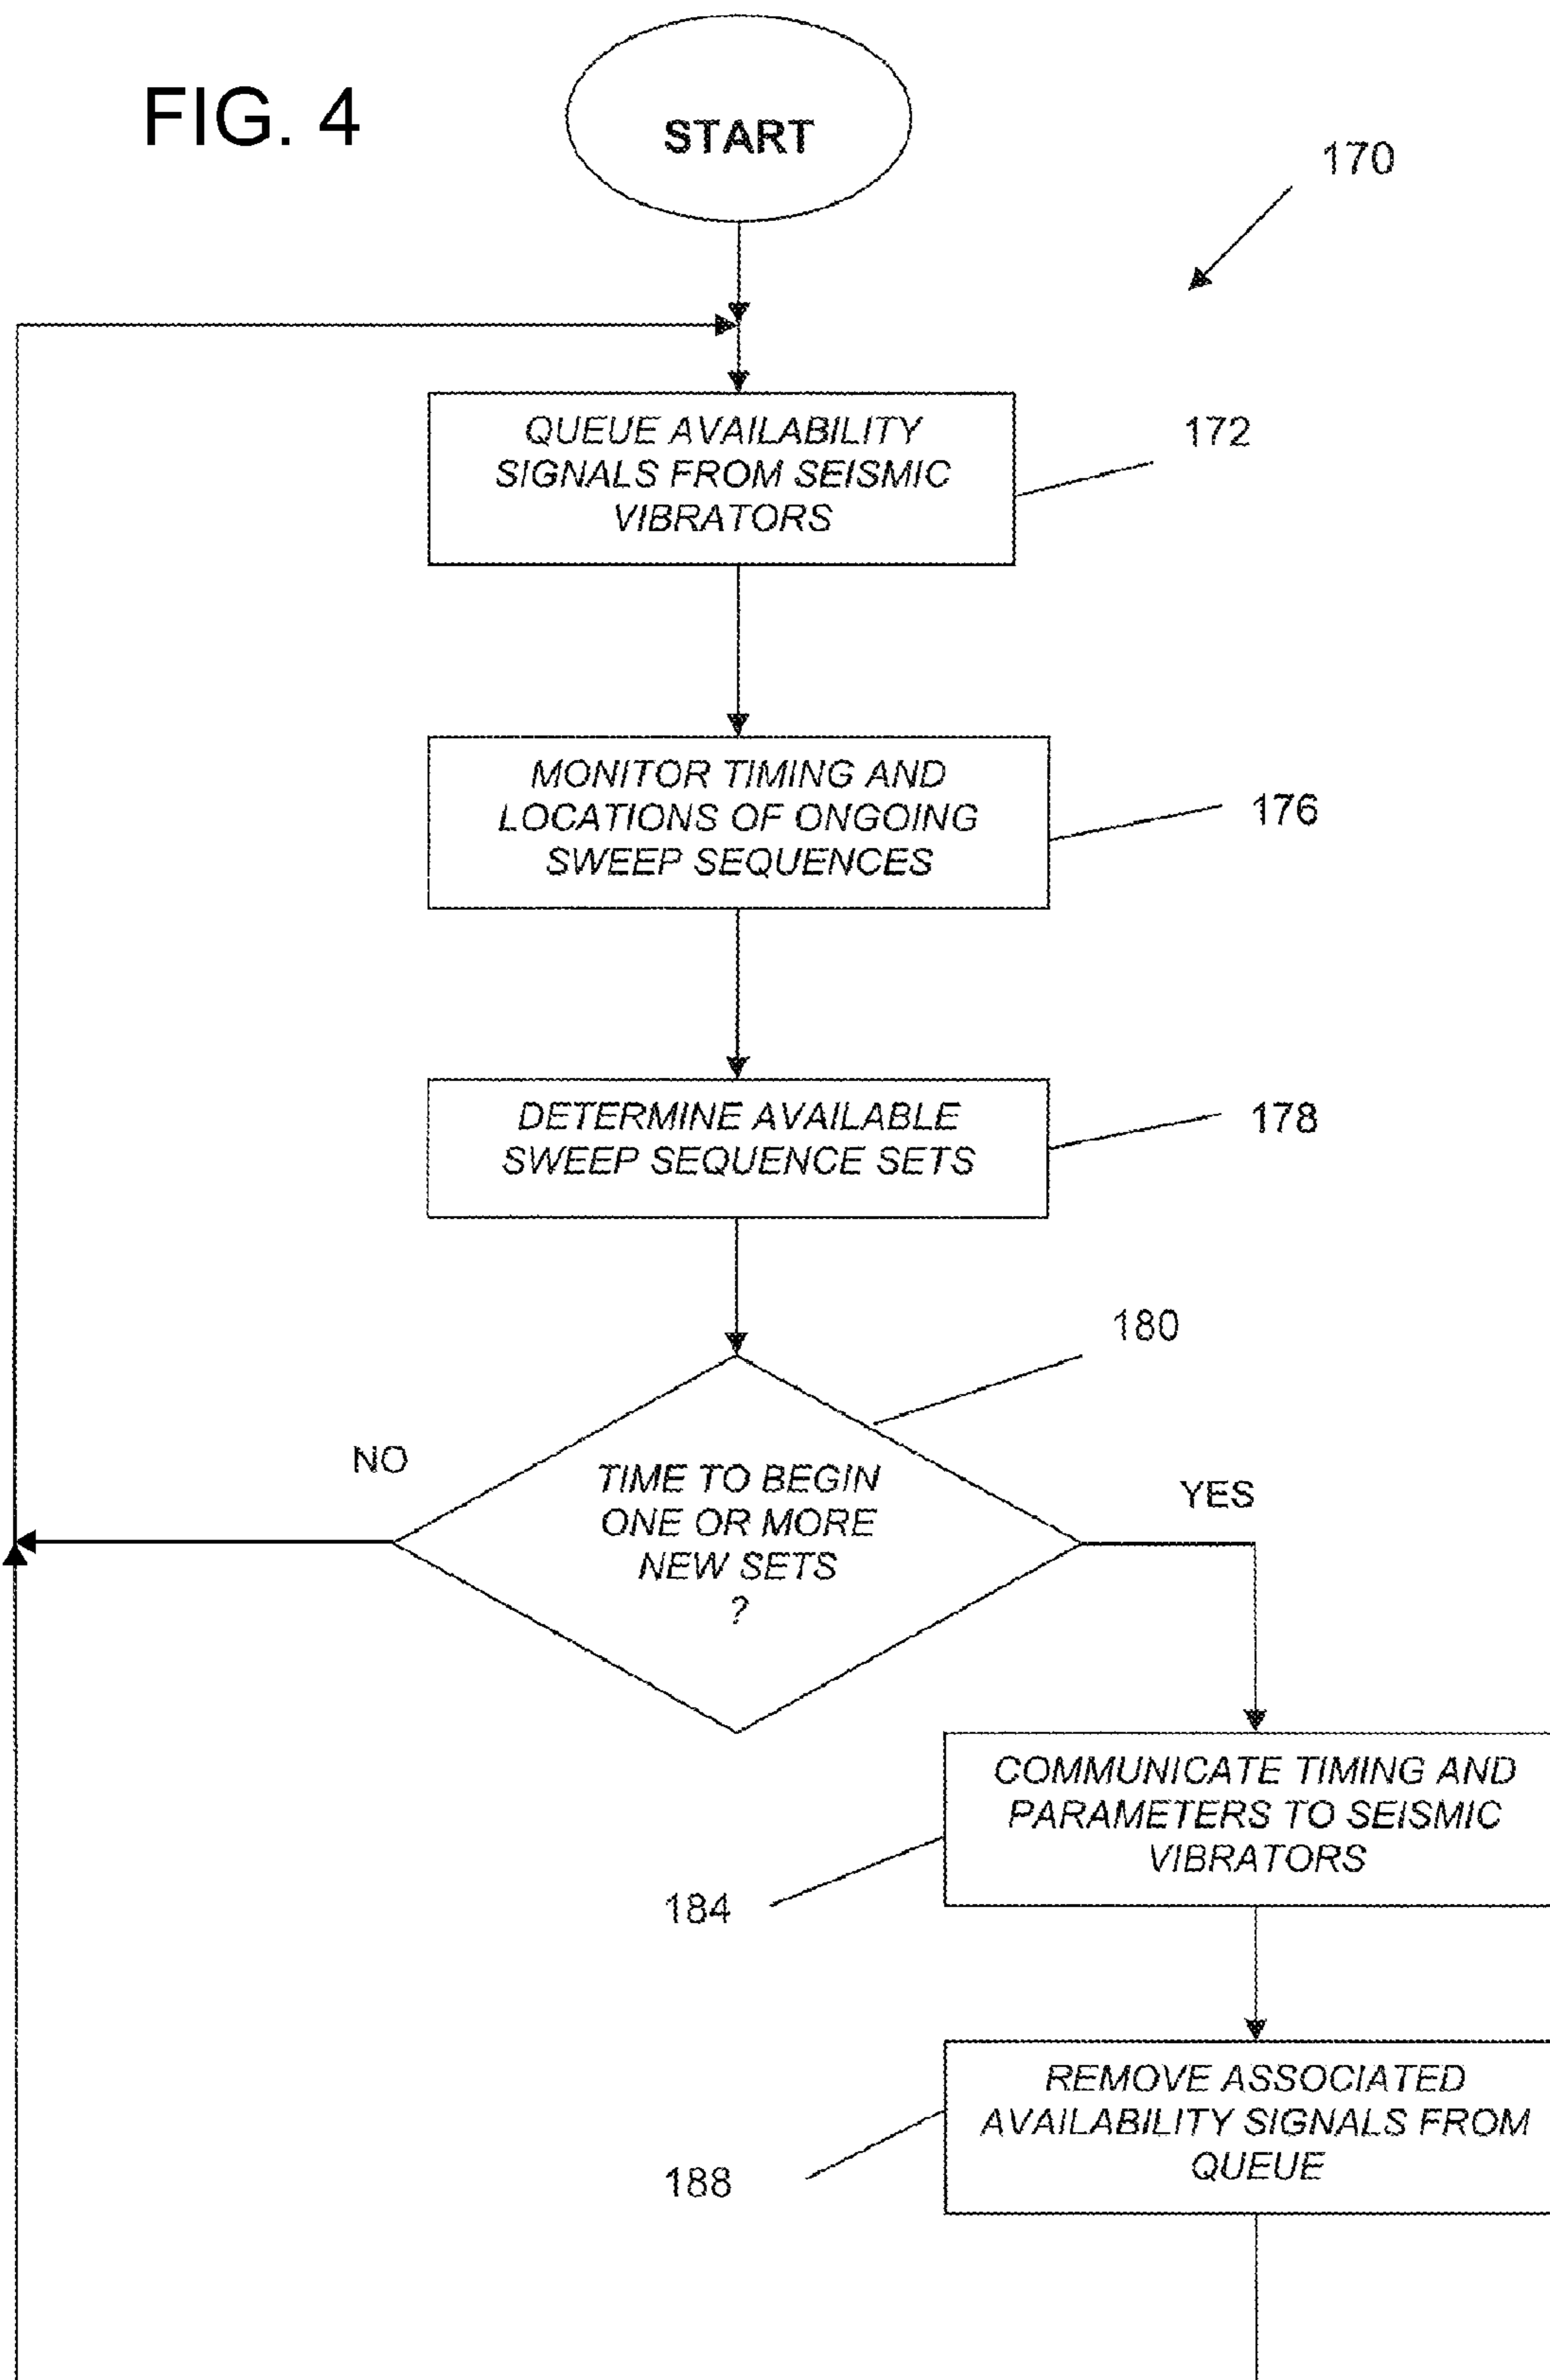 FIG. 4
START
170
QUEUE AVAILABILITY
SIGNALS FROM SEISMIC
VIBRATORS
172
MONITOR TIMING AND
LOCATIONS OF ONGOING
SWEEP SEQUENCES
176
DETERMINE AVAILABLE
SWEEP SEQUENCE SETS
178
180
NO
TIME TO BEGIN
ONE OR MORE
NEW SETS
?
YES
COMMUNICATE TIMING AND
PARAMETERS TO SEISMIC
VIBRATORS
184
REMOVE ASSOCIATED
AVAILABILITY SIGNALS FROM
QUEUE
188